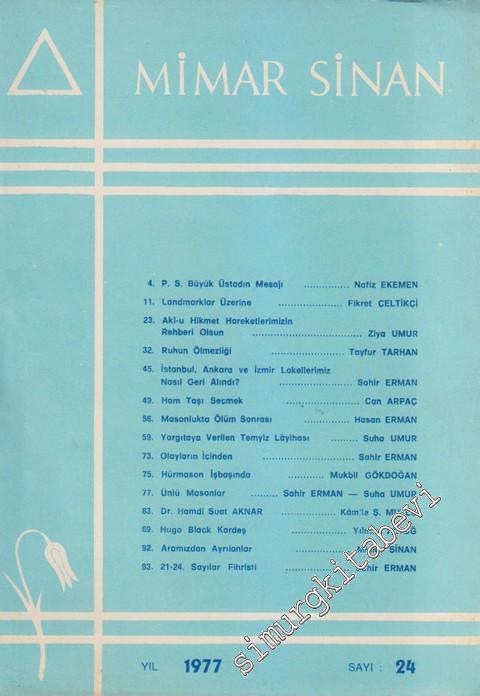 MİMAR SİNAN
4. P. S. Büyük Üstadın Mesajı ............... Nafiz EKEMEN
11. Landmarklar Üzerine ............... Fikret ÇELTİKÇİ
23. Akl-ı Hikmet Hareketlerimizin
Rehberi Olsun ............... Ziya UMUR
32. Ruhun Ölmezliği ............... Tayfur TARHAN
45. İstanbul, Ankara ve İzmir Lokellerimiz
Nasıl Geri Alındı? ............... Sahir ERMAN
49. Ham Taşı Seçmek ............... Can ARPAÇ
56. Masonlukta Ölüm Sonrası ............... Hasan ERMAN
59. Yargıtaya Verilen Temyiz Lâyihası ........ Suha UMUR
73. Olayların İçinden ............... Sahir ERMAN
75. Hürmason İşbaşında ............... Mukbil GÖKDOĞAN
77. Ünlü Masonlar ........ Sahir ERMAN — Suha UMUR
83. Dr. Hamdi Suat AKNAR ............ Kâmile Ş.
89. Hugo Black Kardeş ...............
92. Aramızdan Ayrılanlar ............... SİNAN
93. 21-24. Sayılar Fihristi ............... ERMAN
YIL 1977 SAYI : 24
simurgkitabevi.com